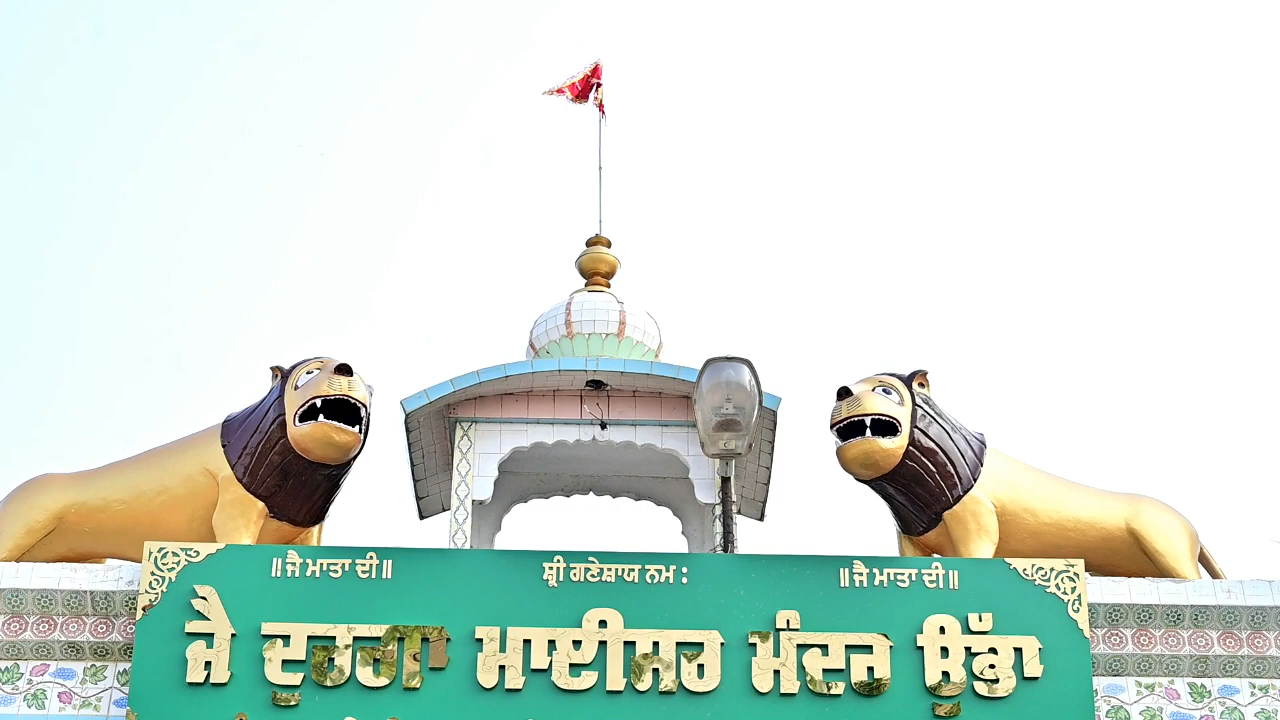 ॥ਜੈ ਮਾਤਾ ਦੀ॥ ਸ਼੍ਰੀ ਗਣੇਸ਼ਾਯ ਨਮ : ॥ਜੈ ਮਾਤਾ ਦੀ॥
ਜੈ ਦੁਰਗਾ ਮਾਈਸਰ ਮੰਦਰ